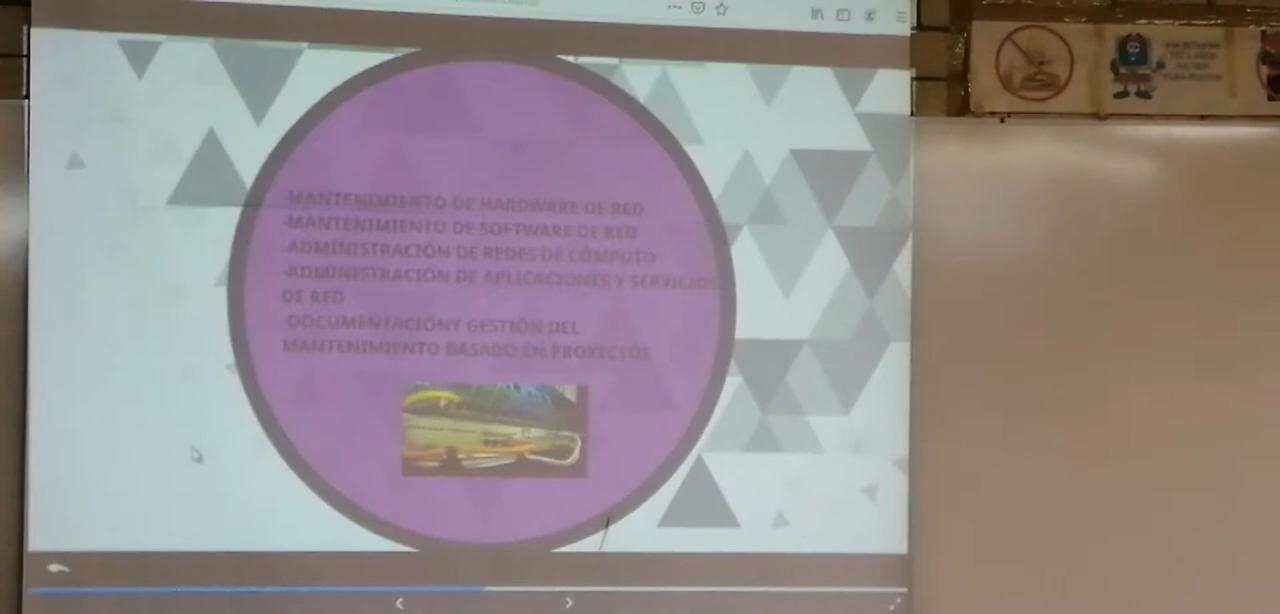 MANTENIMIENTO DE HARDWARE DE RED
-MANTENIMIENTO DE SOFTWARE DE RED
-ADMINISTRACIÓN DE REDES DE CÓMPUTO
-ADMINISTRACIÓN DE APLICACIONES Y SERVICIOS
DE RED
-DOCUMENTACIÓNY GESTIÓN DEL
MANTENIMIENTO BASADO EN PROYECTOS